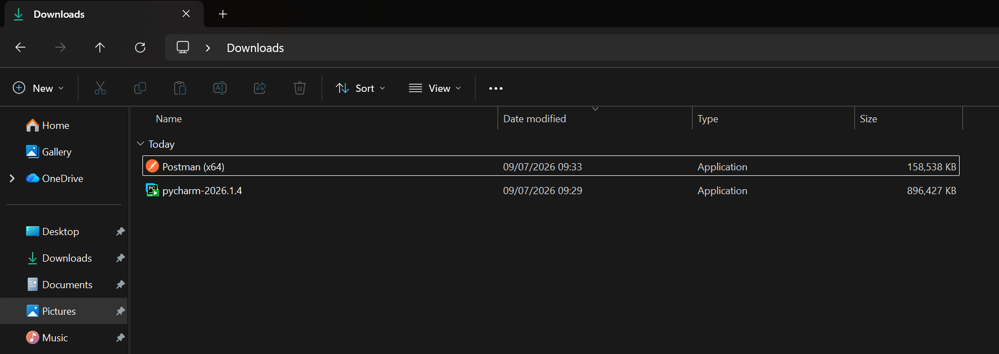 Downloads
Downloads
New Sort View
Name Date modified Type Size
Home
Gallery
OneDrive
Desktop
Downloads
Documents
Pictures
Music
Today
Postman (x64) 09/07/2026 09:33 Application 158,538 KB
PC pycharm-2026.1.4 09/07/2026 09:29 Application 896,427 KB